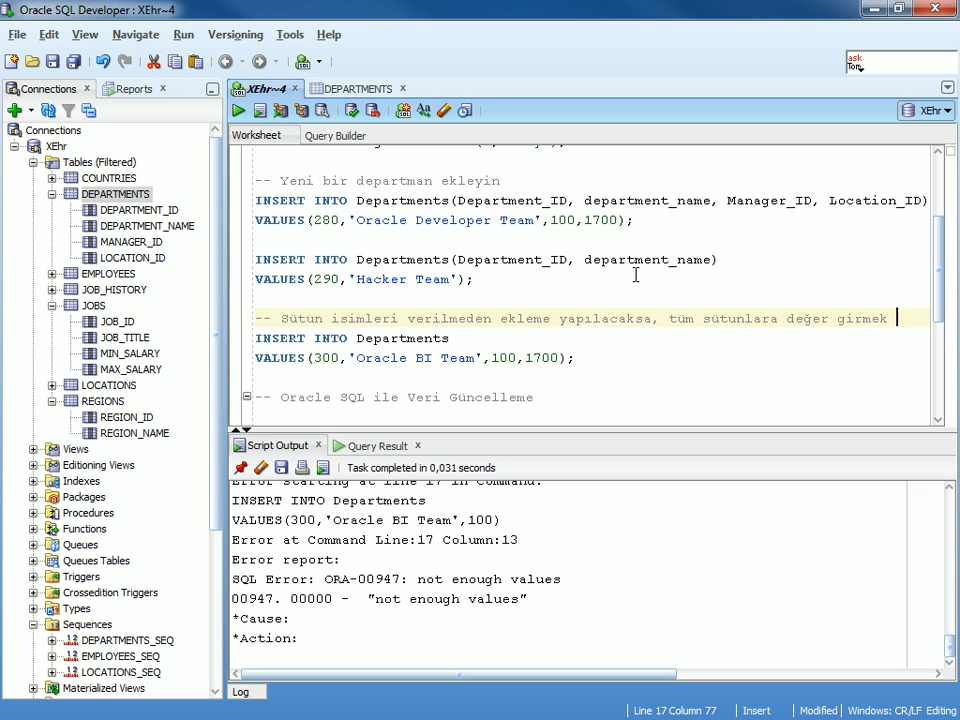 Oracle SQL Developer : XEhr~4
File Edit View Navigate Run Versioning Tools Help
ask
Tom
Connections
Reports
Connections
XEhr
Tables (Filtered)
COUNTRIES
DEPARTMENTS
DEPARTMENT_ID
DEPARTMENT_NAME
MANAGER_ID
LOCATION_ID
EMPLOYEES
JOB_HISTORY
JOBS
JOB_ID
JOB_TITLE
MIN_SALARY
MAX_SALARY
LOCATIONS
REGIONS
REGION_ID
REGION_NAME
Views
Editioning Views
Indexes
Packages
Procedures
Functions
Queues
Queues Tables
Triggers
Crossedition Triggers
Types
Sequences
DEPARTMENTS_SEQ
EMPLOYEES_SEQ
LOCATIONS_SEQ
Materialized Views
XEhr~4
DEPARTMENTS
XEhr
Worksheet Query Builder
-- Yeni bir departman ekleyin
INSERT INTO Departments(Department_ID, department_name, Manager_ID, Location_ID)
VALUES(280,'Oracle Developer Team',100,1700);
INSERT INTO Departments(Department_ID, department_name)
VALUES(290,'Hacker Team');
-- Sütun isimleri verilmeden ekleme yapılacaksa, tüm sütunlara değer girmek
INSERT INTO Departments
VALUES(300,'Oracle BI Team',100,1700);
-- Oracle SQL ile Veri Güncelleme
Script Output
Query Result
Task completed in 0,031 seconds
Error starting at line 17 in command:
INSERT INTO Departments
VALUES(300,'Oracle BI Team',100)
Error at Command Line:17 Column:13
Error report:
SQL Error: ORA-00947: not enough values
00947. 00000 - "not enough values"
*Cause:
*Action:
Log
Line 17 Column 77 Insert Modified Windows: CR/LF Editing